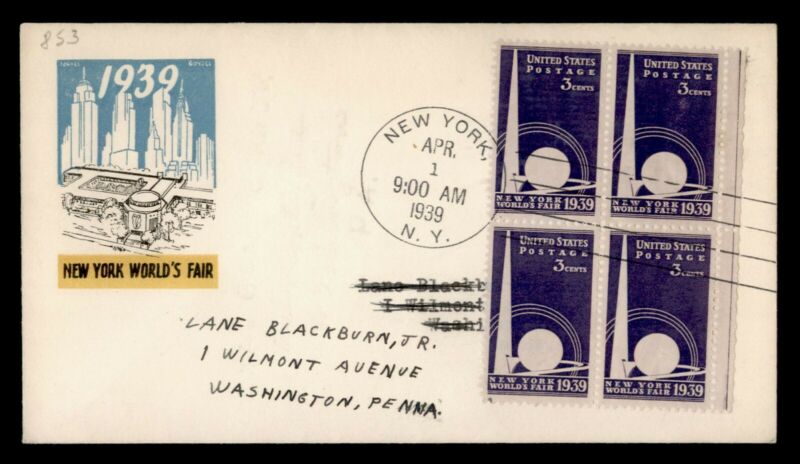 853
1939
NEW YORK WORLD'S FAIR
NEW YORK,
APR.
1
9:00 AM
1939
N. Y.
UNITED STATES
POSTAGE
3 CENTS
NEW YORK
WORLD'S FAIR 1939
UNITED STATES
POSTAGE
3 CENTS
NEW YORK
WORLD'S FAIR 1939
UNITED STATES
POSTAGE
3 CENTS
NEW YORK
WORLD'S FAIR 1939
UNITED STATES
POSTAGE
3 CENTS
NEW YORK
WORLD'S FAIR 1939
Lane Blackb
1 Wilmont
Washi
LANE BLACKBURN, JR.
1 WILMONT AVENUE
WASHINGTON, PENNA.